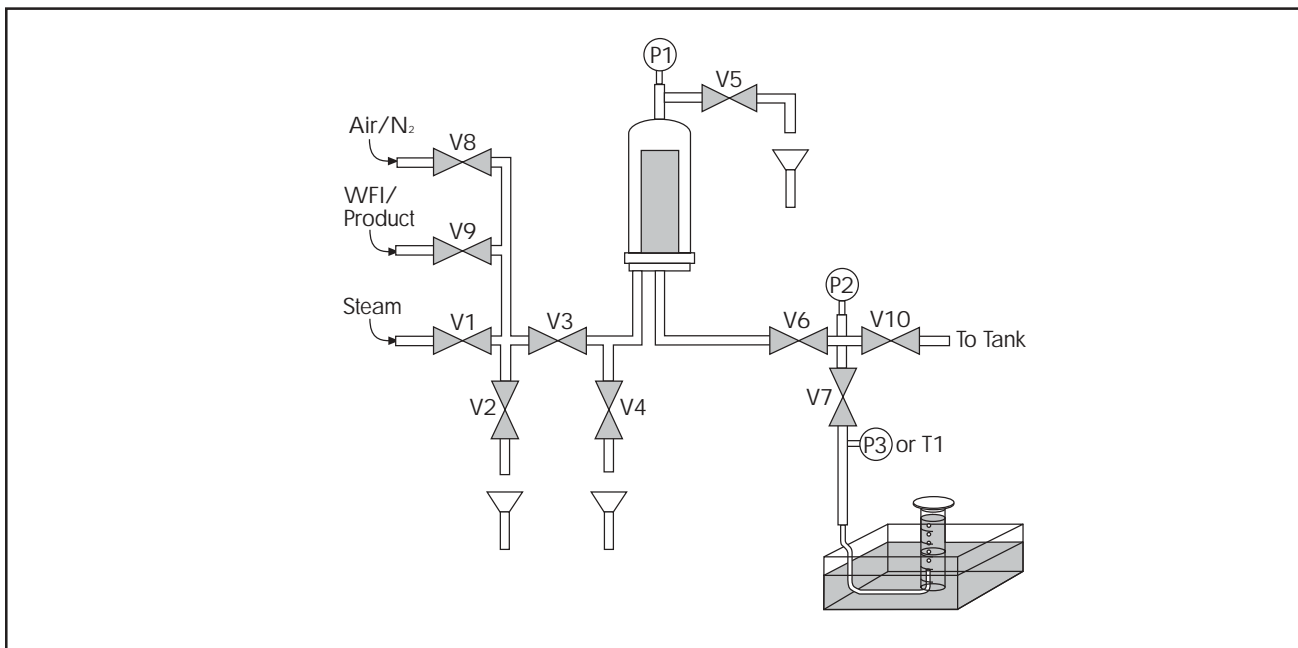 P1
V5
Air/N₂
V8
WFI/
Product
V9
P2
Steam
V1
V3
V6
V10
To Tank
V2
V4
V7
P3 or T1